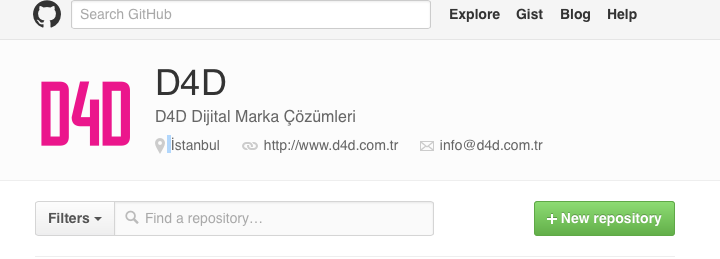 Search GitHub Explore Gist Blog Help
D4D
D4D
D4D Dijital Marka Çözümleri
İstanbul http://www.d4d.com.tr info@d4d.com.tr
Filters Find a repository… + New repository